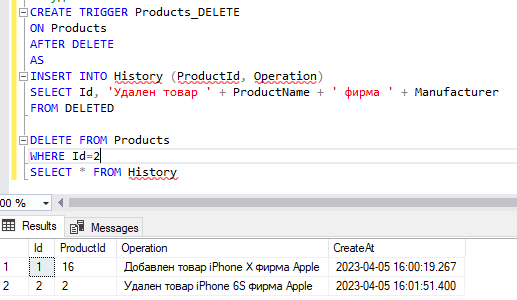 CREATE TRIGGER Products_DELETE
ON Products
AFTER DELETE
AS
INSERT INTO History (ProductId, Operation)
SELECT Id, 'Удален товар ' + ProductName + ' фирма ' + Manufacturer
FROM DELETED
DELETE FROM Products
WHERE Id=2
SELECT * FROM History
00 %
Results Messages
Id ProductId Operation CreateAt
1 1 16 Добавлен товар iPhone X фирма Apple 2023-04-05 16:00:19.267
2 2 2 Удален товар iPhone 6S фирма Apple 2023-04-05 16:01:51.400